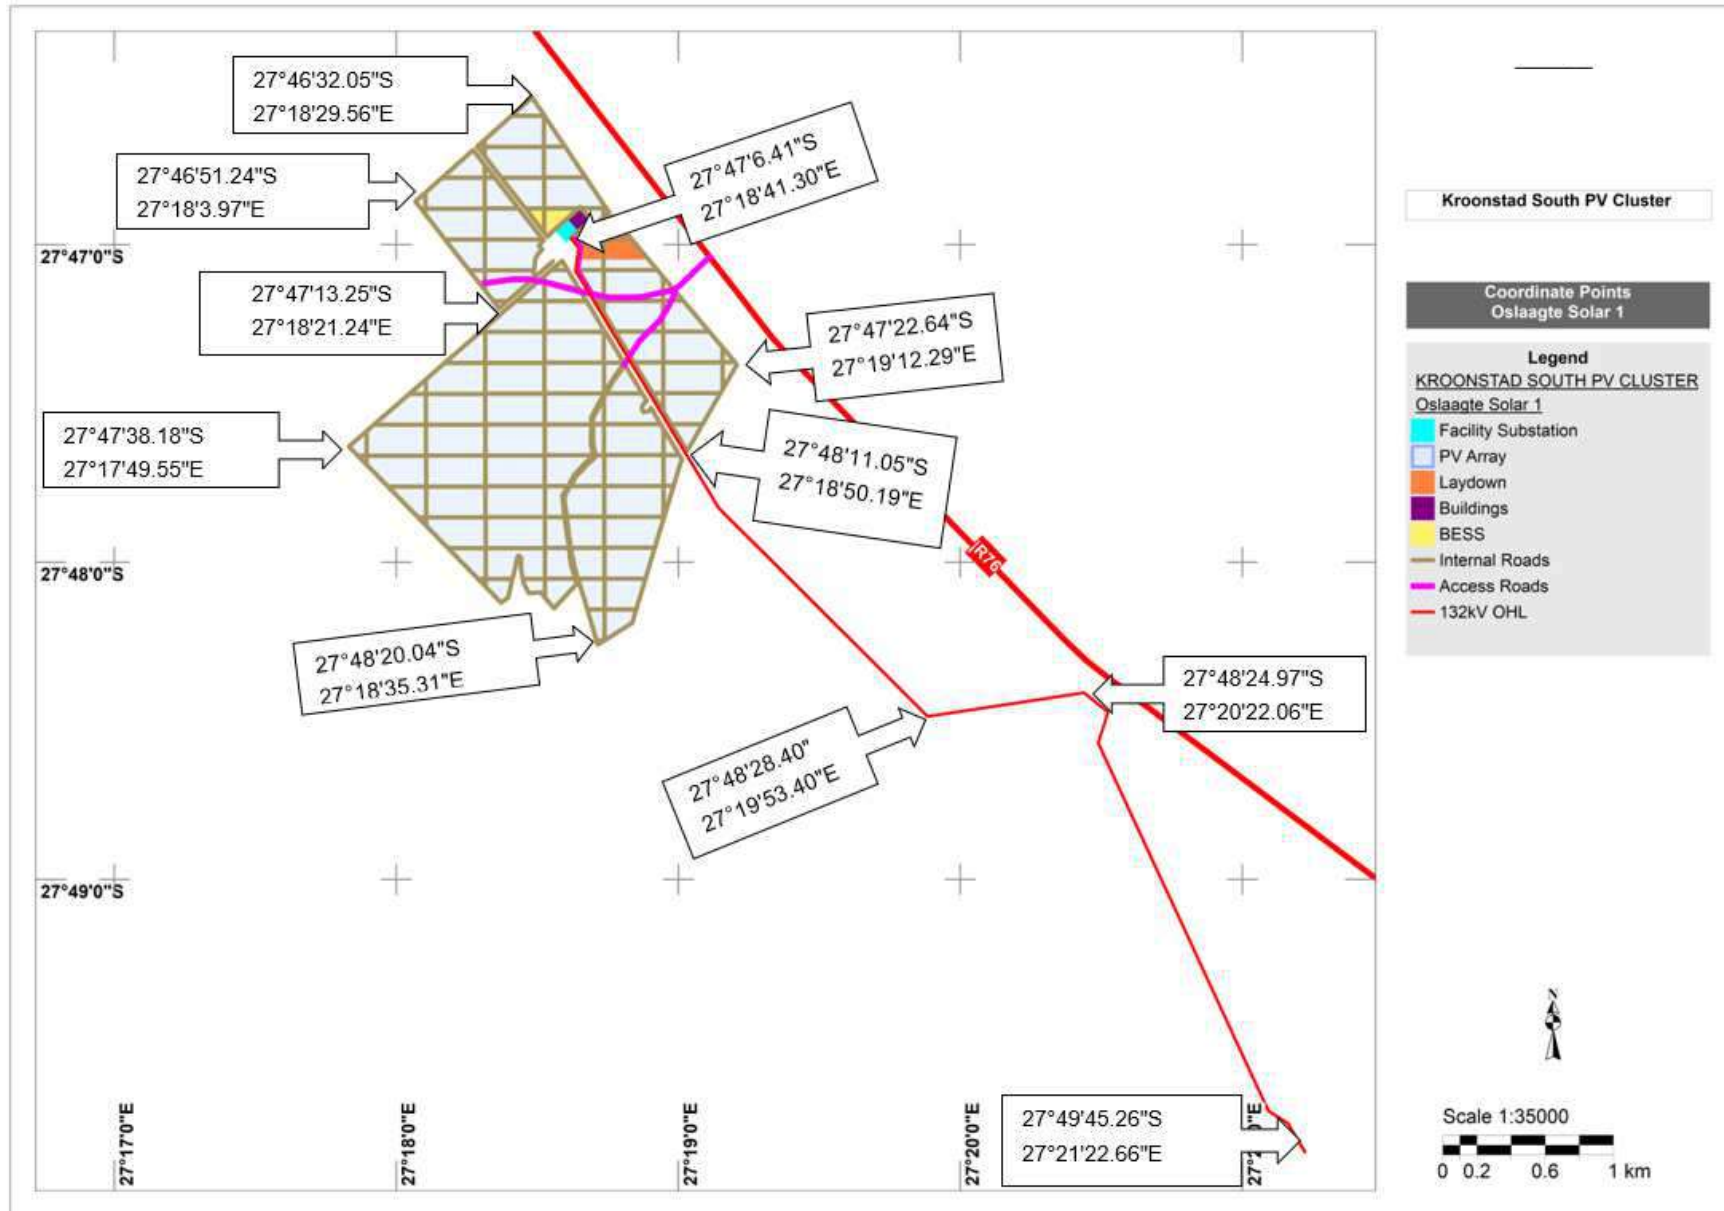 27°46'32.05"S
27°18'29.56"E
27°46'51.24"S
27°18'3.97"E
27°47'6.41"S
27°18'41.30"E
27°47'0"S
27°47'13.25"S
27°18'21.24"E
27°47'22.64"S
27°19'12.29"E
27°47'38.18"S
27°17'49.55"E
27°48'11.05"S
27°18'50.19"E
27°48'0"S
R76
27°48'20.04"S
27°18'35.31"E
27°48'24.97"S
27°20'22.06"E
27°48'28.40"
27°19'53.40"E
27°49'0"S
27°17'0"E
27°18'0"E
27°19'0"E
27°20'0"E
27°49'45.26"S
27°21'22.66"E
Kroonstad South PV Cluster
Coordinate Points
Oslaagte Solar 1
Legend
KROONSTAD SOUTH PV CLUSTER
Oslaagte Solar 1
Facility Substation
PV Array
Laydown
Buildings
BESS
Internal Roads
Access Roads
132kV OHL
N
Scale 1:35000
0 0.2 0.6 1 km